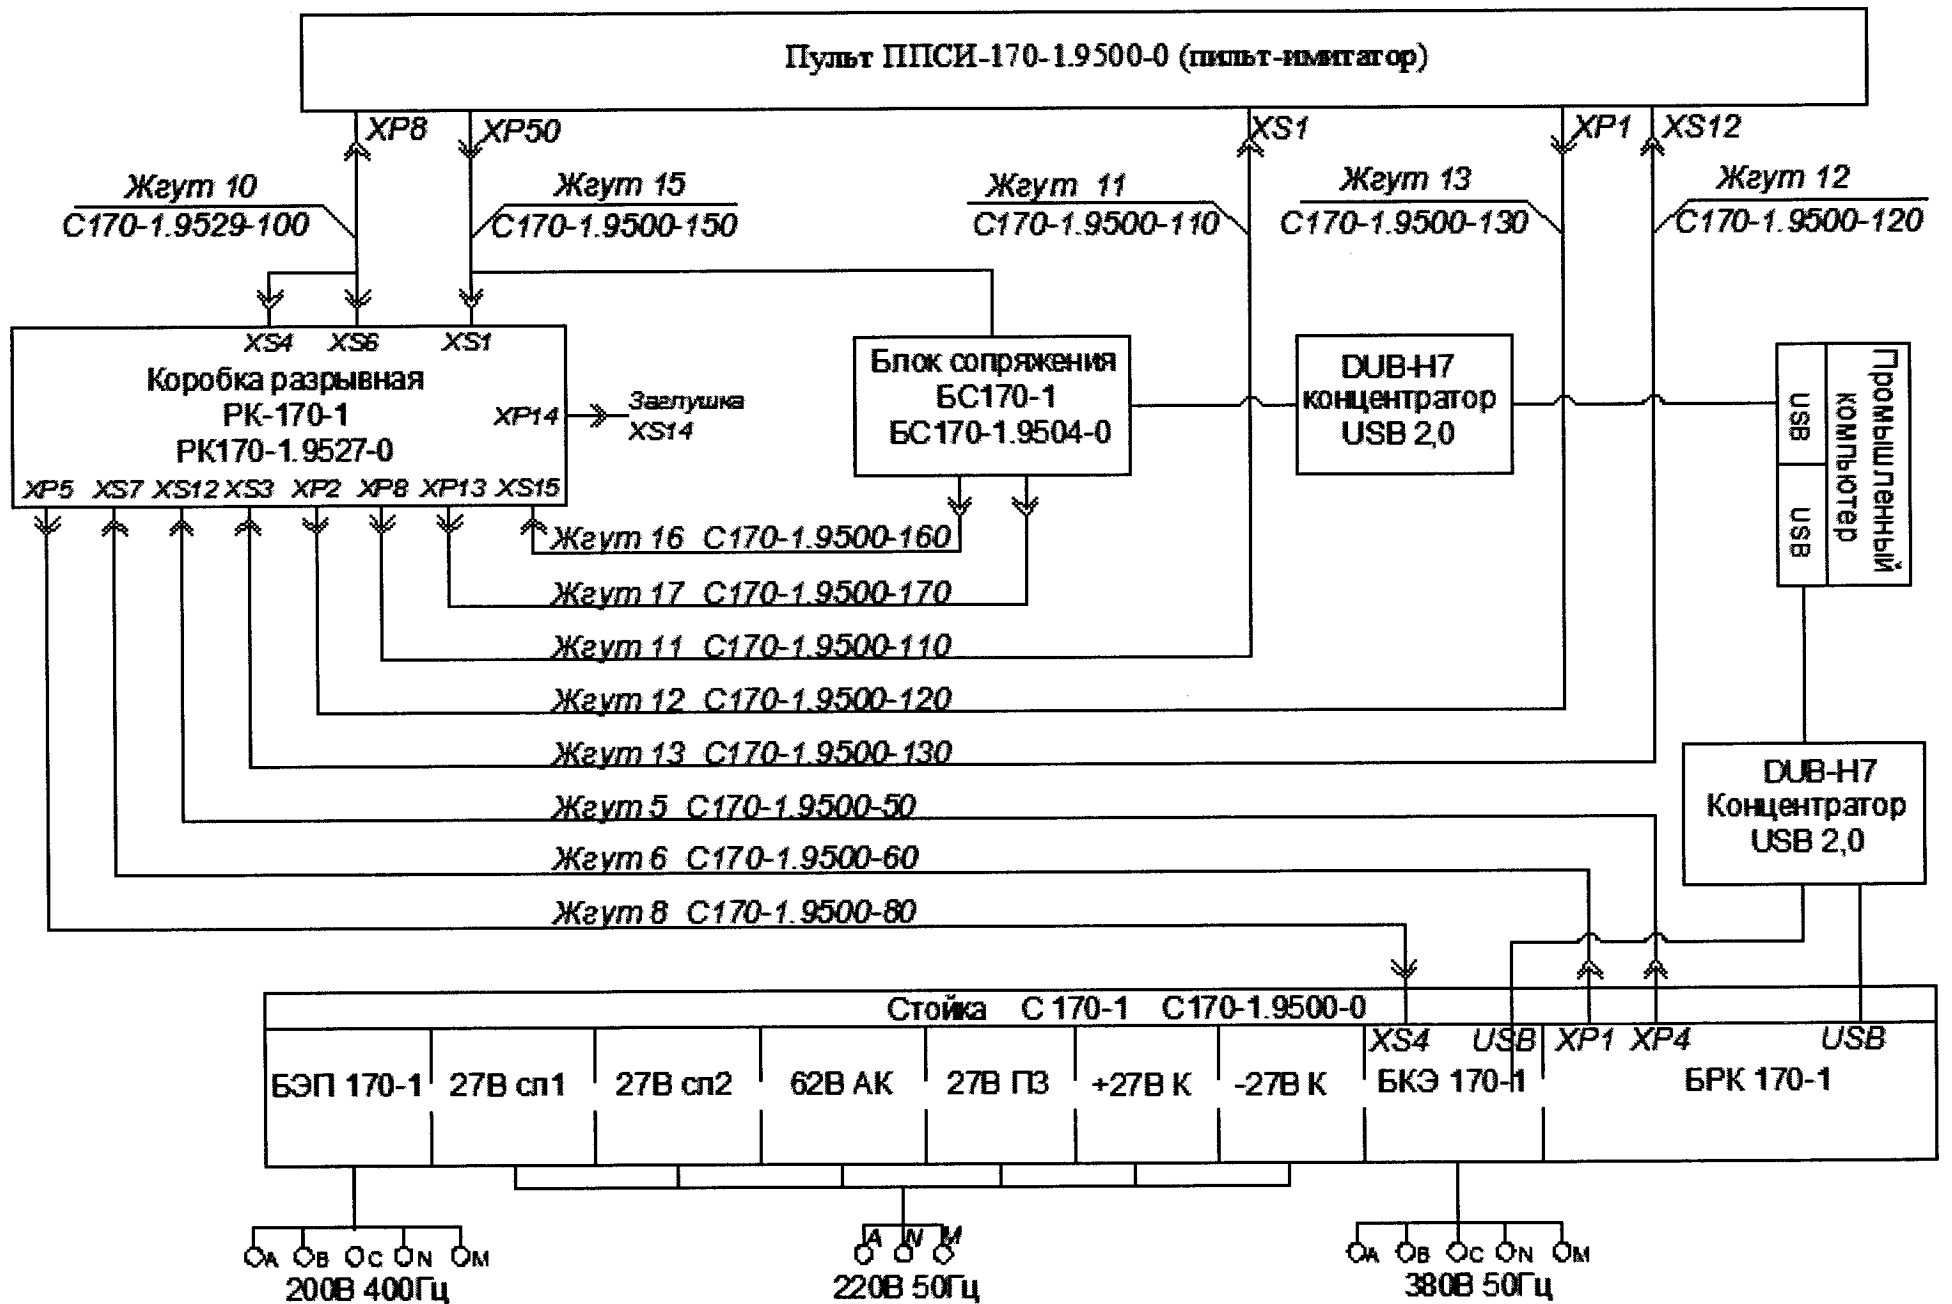 Пульт ППСИ-170-1.9500-0 (пильт-имитатор)
XP8
XP50
XS1
XP1
XS12
Жгут 10
С170-1.9529-100
Жгут 15
С170-1.9500-150
Жгут 11
С170-1.9500-110
Жгут 13
С170-1.9500-130
Жгут 12
С170-1.9500-120
XS4
XS6
XS1
Коробка разрывная
РК-170-1
РК170-1.9527-0
XP14
Заглушка
XS14
XP5
XS7
XS12
XS3
XP2
XP8
XP13
XS15
Блок сопряжения
БС170-1
БС170-1.9504-0
DUB-H7
концентратор
USB 2,0
USB
USB
Промышленный
компьютер
Жгут 16 С170-1.9500-160
Жгут 17 С170-1.9500-170
Жгут 11 С170-1.9500-110
Жгут 12 С170-1.9500-120
Жгут 13 С170-1.9500-130
Жгут 5 С170-1.9500-50
Жгут 6 С170-1.9500-60
Жгут 8 С170-1.9500-80
DUB-H7
Концентратор
USB 2,0
Стойка С 170-1 С170-1.9500-0
XS4
USB
XP1
XP4
USB
БЭП 170-1
27В сп1
27В сп2
62В АК
27В ПЗ
+27В К
-27В К
БКЭ 170-1
БРК 170-1
A B C N M
200В 400Гц
A N M
220В 50Гц
A B C N M
380В 50Гц